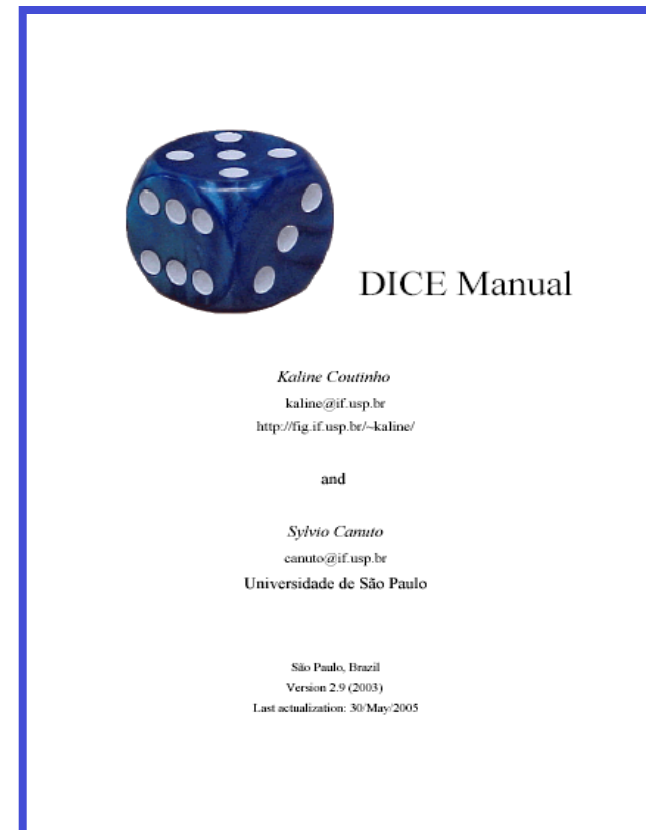 DICE Manual
Kaline Coutinho
kaline@if.usp.br
http://fig.if.usp.br/~kaline/
and
Sylvio Canuto
canuto@if.usp.br
Universidade de São Paulo
São Paulo, Brazil
Version 2.9 (2003)
Last actualization: 30/May/2005